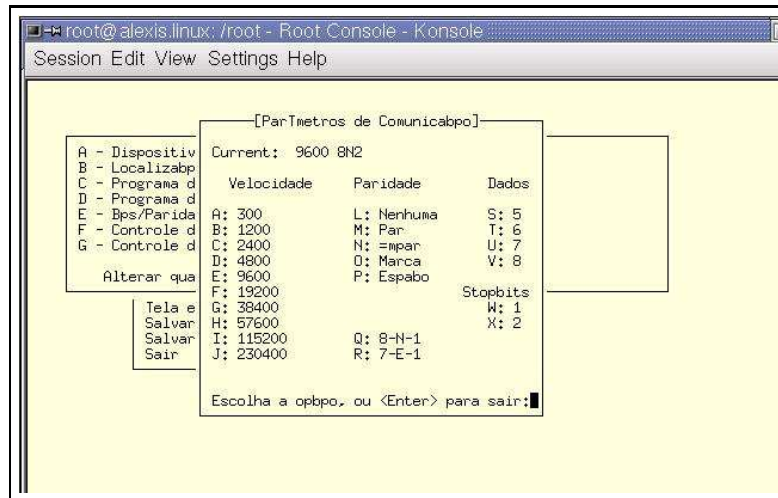 root@alexis.linux: /root - Root Console - Konsole
Session Edit View Settings Help
[ParTmetros de Comunicabpo]
A - Dispositiv
B - Localizabp
C - Programa d
D - Programa d
E - Bps/Parida
F - Controle d
G - Controle d
Alterar qua
Tela e
Salvar
Salvar
Sair
Current: 9600 8N2
Velocidade Paridade Dados
A: 300 L: Nenhuma S: 5
B: 1200 M: Par T: 6
C: 2400 N: =mpar U: 7
D: 4800 O: Marca V: 8
E: 9600 P: Espabo
F: 19200 Stopbits
G: 38400 W: 1
H: 57600 X: 2
I: 115200 Q: 8-N-1
J: 230400 R: 7-E-1
Escolha a opbpo, ou <Enter> para sair: